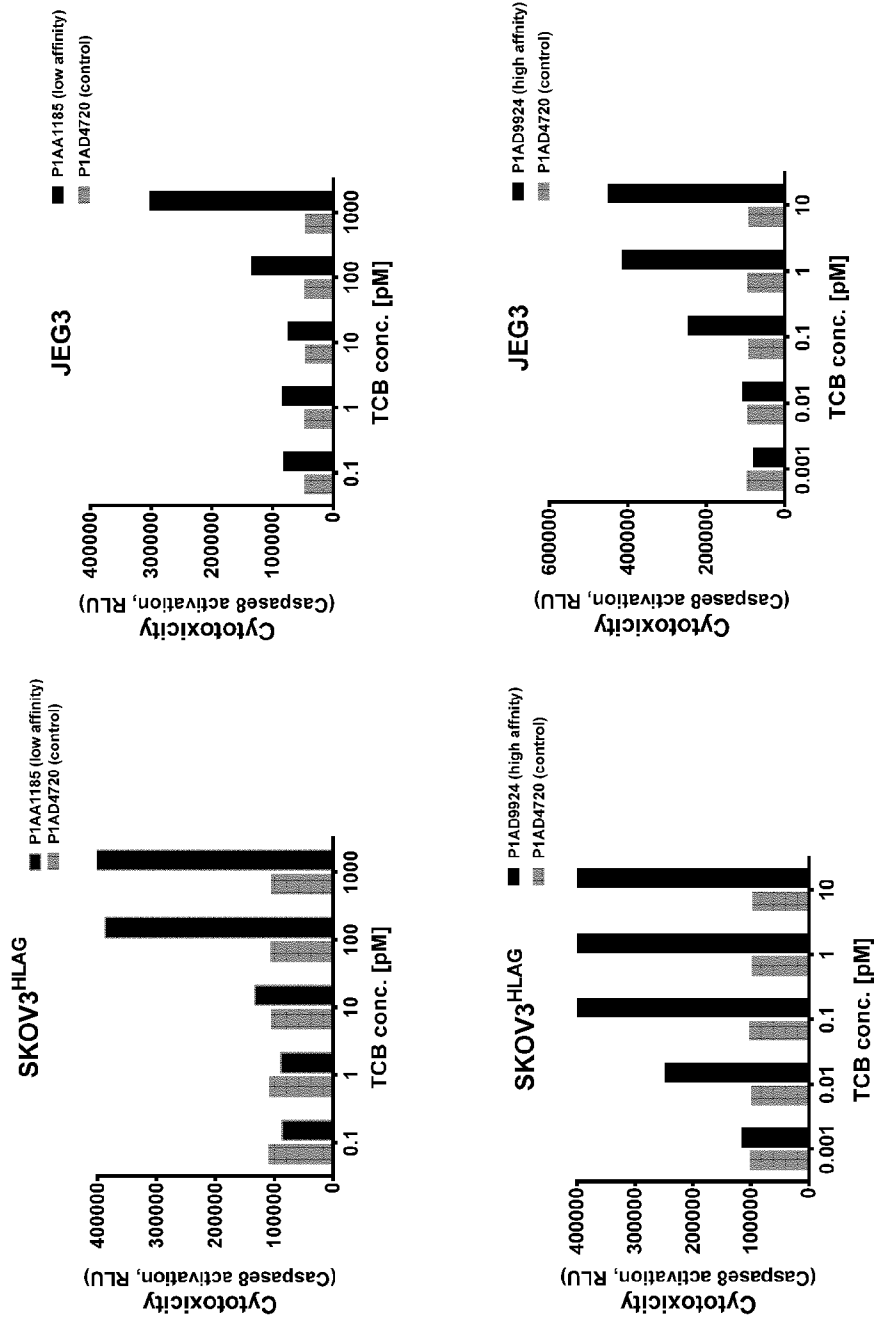 SKOV3HLAG
P1AA1185 (low affinity)
P1AD4720 (control)
Cytotoxicity
(Caspase8 activation, RLU)
400000
300000
200000
100000
0
0.1 1 10 100 1000
TCB conc. [pM]
JEG3
P1AA1185 (low affinity)
P1AD4720 (control)
Cytotoxicity
(Caspase8 activation, RLU)
400000
300000
200000
100000
0
0.1 1 10 100 1000
TCB conc. [pM]
SKOV3HLAG
P1AD9924 (high affnity)
P1AD4720 (control)
Cytotoxicity
(Caspase8 activation, RLU)
400000
300000
200000
100000
0
0.001 0.01 0.1 1 10
TCB conc. [pM]
JEG3
P1AD9924 (high affinity)
P1AD4720 (control)
Cytotoxicity
(Caspase8 activation, RLU)
600000
400000
200000
0
0.001 0.01 0.1 1 10
TCB conc. [pM]